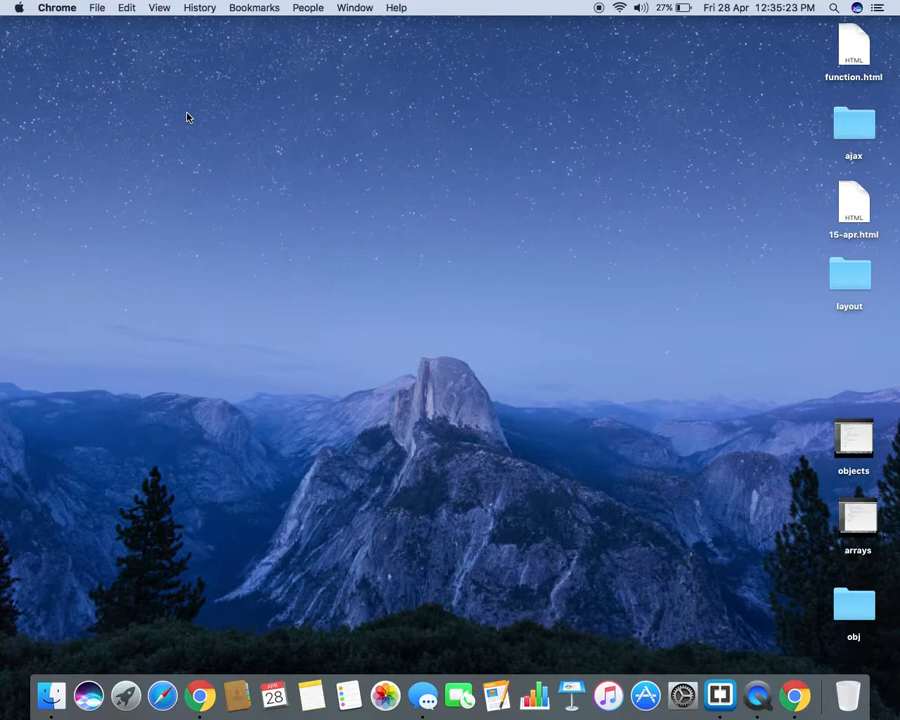 Chrome File Edit View History Bookmarks People Window Help 27% Fri 28 Apr 12:35:23 PM
HTML
function.html
ajax
HTML
15-apr.html
layout
objects
arrays
obj
APR
28